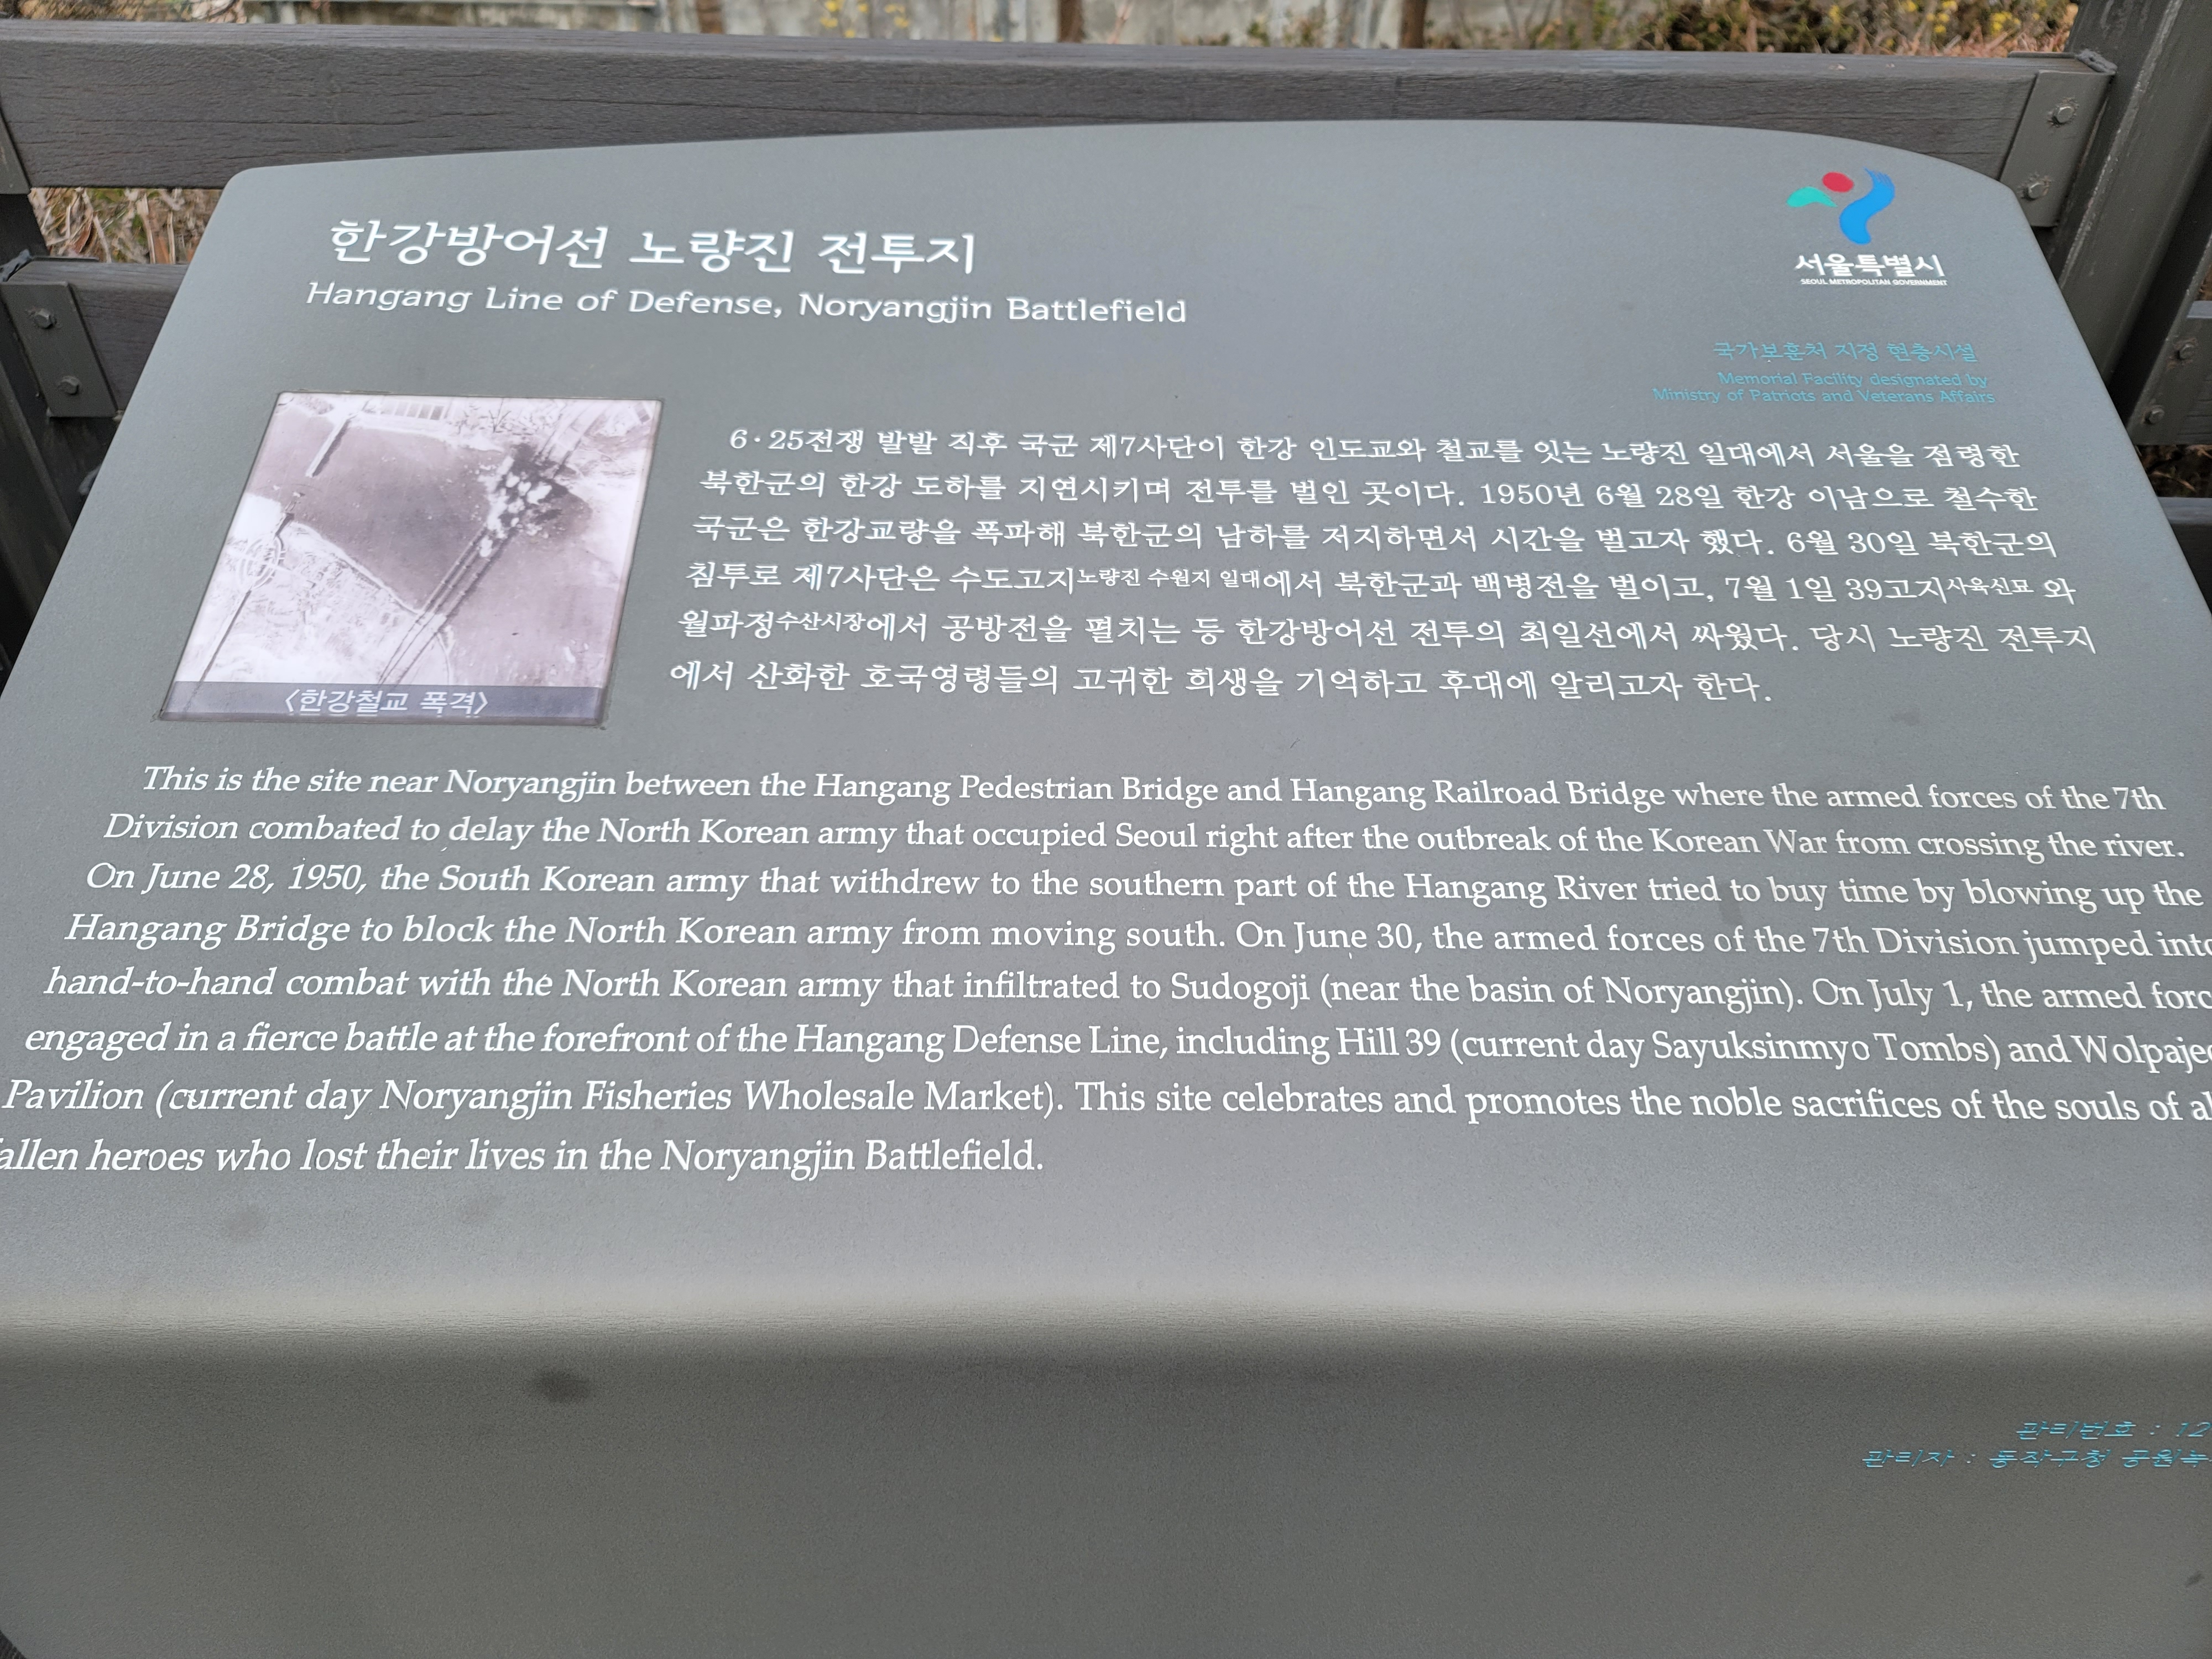 한강방어선 노량진 전투지
Hangang Line of Defense, Noryangjin Battlefield
서울특별시
SEOUL METROPOLITAN GOVERNMENT
국가보훈처 지정 현충시설
Memorial Facility designated by
Ministry of Patriots and Veterans Affairs
〈한강철교 폭격〉
6·25전쟁 발발 직후 국군 제7사단이 한강 인도교와 철교를 잇는 노량진 일대에서 서울을 점령한
북한군의 한강 도하를 지연시키며 전투를 벌인 곳이다. 1950년 6월 28일 한강 이남으로 철수한
국군은 한강교량을 폭파해 북한군의 남하를 저지하면서 시간을 벌고자 했다. 6월 30일 북한군의
침투로 제7사단은 수도고지노량진 수원지 일대에서 북한군과 백병전을 벌이고, 7월 1일 39고지사육신묘 와
월파정수산시장에서 공방전을 펼치는 등 한강방어선 전투의 최일선에서 싸웠다. 당시 노량진 전투지
에서 산화한 호국영령들의 고귀한 희생을 기억하고 후대에 알리고자 한다.
This is the site near Noryangjin between the Hangang Pedestrian Bridge and Hangang Railroad Bridge where the armed forces of the 7th
Division combated to delay the North Korean army that occupied Seoul right after the outbreak of the Korean War from crossing the river.
On June 28, 1950, the South Korean army that withdrew to the southern part of the Hangang River tried to buy time by blowing up the
Hangang Bridge to block the North Korean army from moving south. On June 30, the armed forces of the 7th Division jumped into
hand-to-hand combat with the North Korean army that infiltrated to Sudogoji (near the basin of Noryangjin). On July 1, the armed
engaged in a fierce battle at the forefront of the Hangang Defense Line, including Hill 39 (current day Sayuksinmyo Tombs) and
Pavilion (current day Noryangjin Fisheries Wholesale Market). This site celebrates and promotes the noble sacrifices of the souls of
heroes who lost their lives in the Noryangjin Battlefield.
관리번호 : 12
관리자 : 동작구청